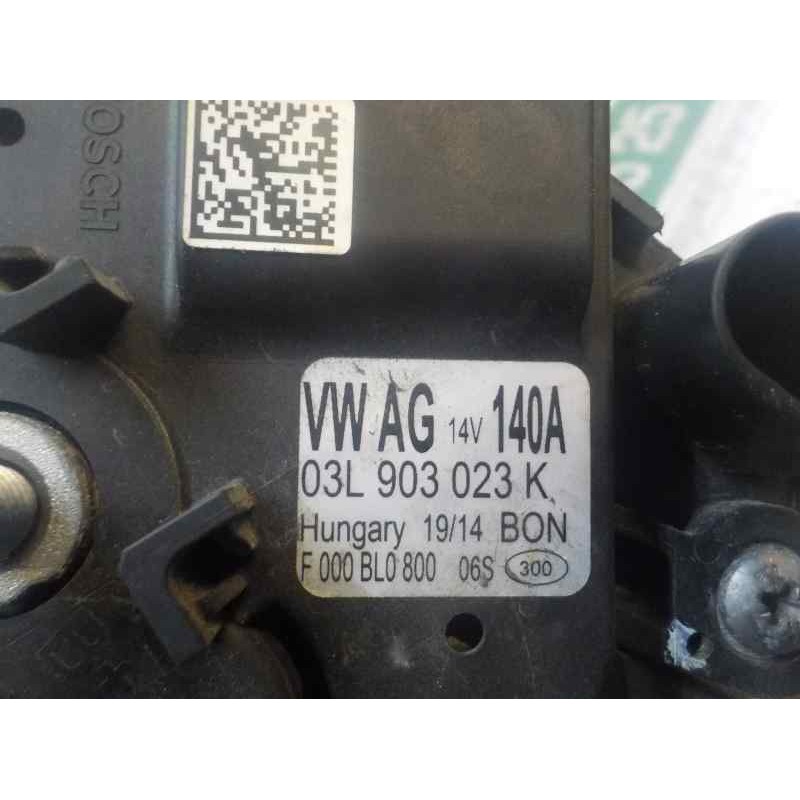 OSCH
VW AG 14V 140A
03L 903 023 K
Hungary 19/14 BON
F 000 BL0 800 06S 300